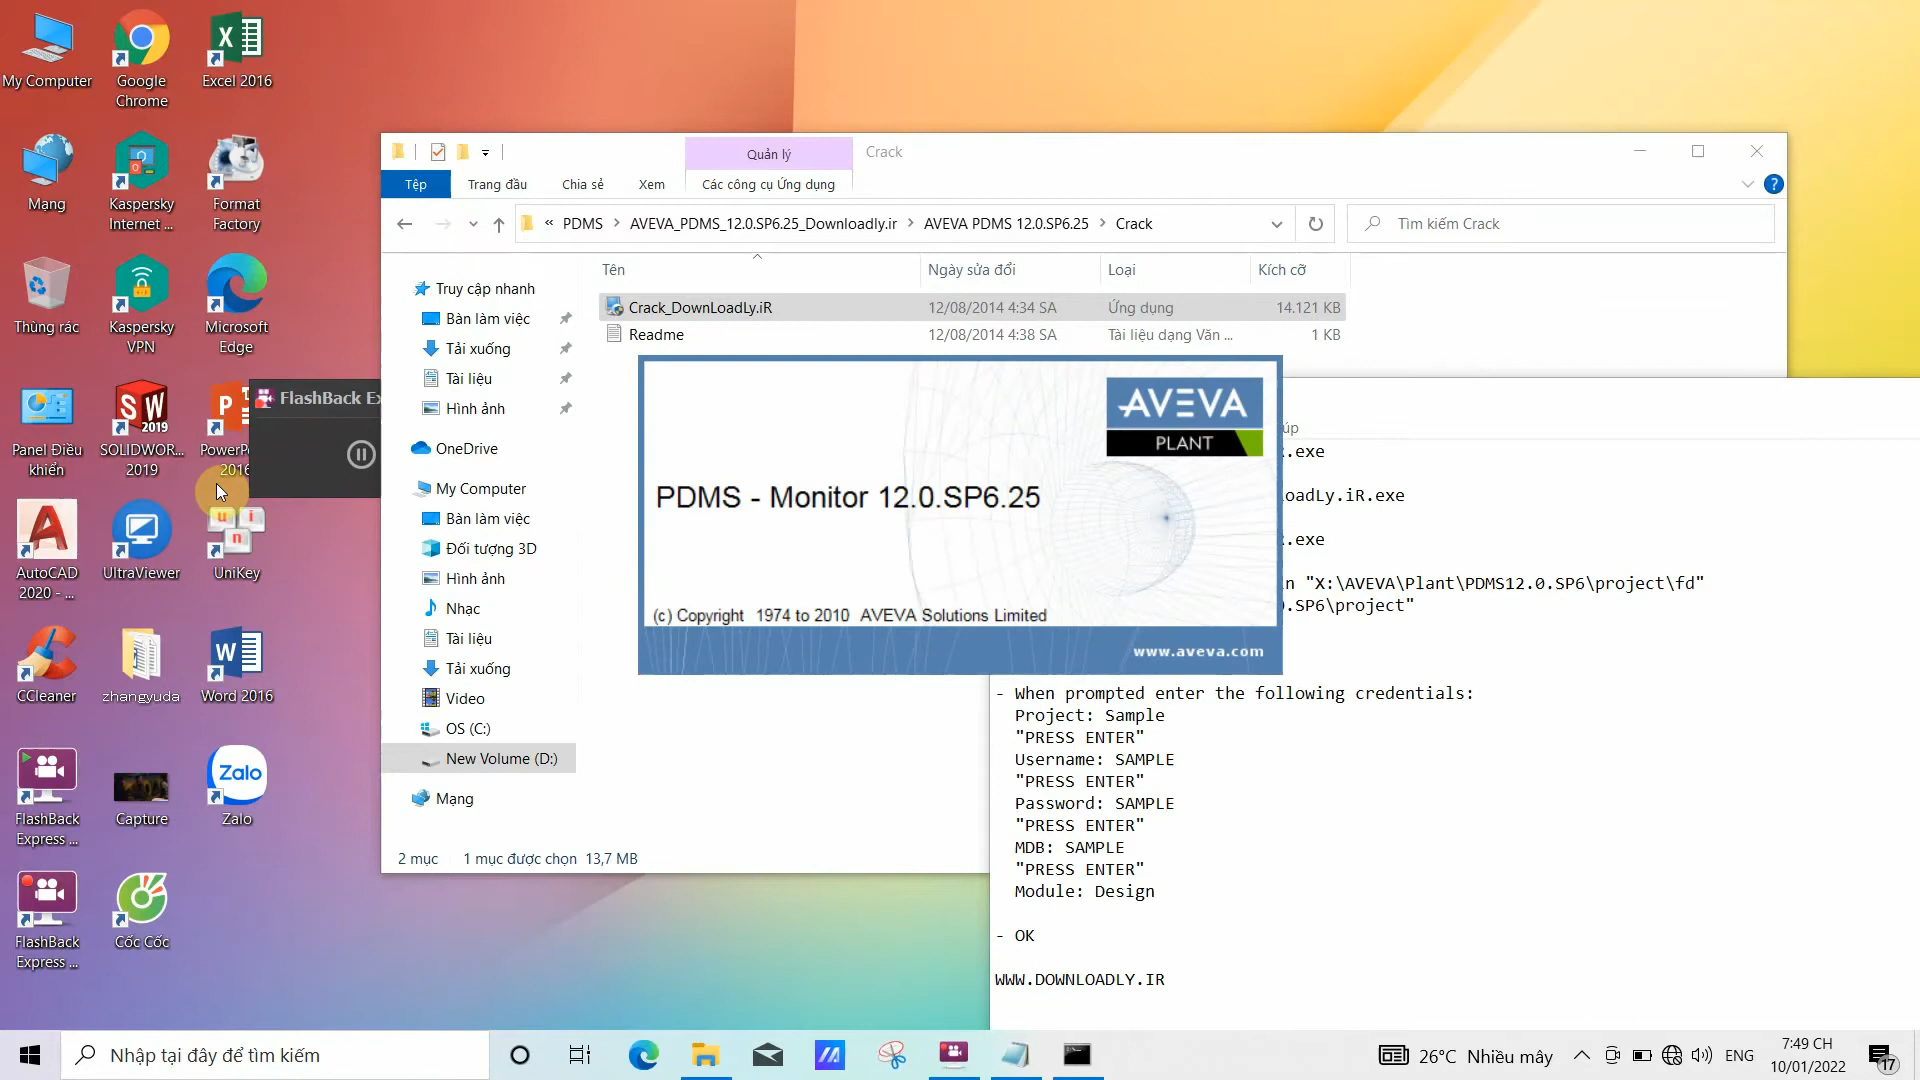 My Computer
Google
Chrome
Excel 2016
Mạng
Kaspersky
Internet ...
Format
Factory
Thùng rác
Kaspersky
VPN
Microsoft
Edge
Panel Điều
khiển
SOLIDWOR...
2019
PowerPo
2016
AutoCAD
2020 - ...
UltraViewer
UniKey
CCleaner
zhangyuda
Word 2016
FlashBack
Express ...
Capture
Zalo
FlashBack
Express ...
Cốc Cốc
FlashBack Ex
Quản lý
Crack
Tệp
Trang đầu
Chia sẻ
Xem
Các công cụ Ứng dụng
« PDMS > AVEVA_PDMS_12.0.SP6.25_Downloadly.ir > AVEVA PDMS 12.0.SP6.25 > Crack
Tìm kiếm Crack
Truy cập nhanh
Bàn làm việc
Tải xuống
Tài liệu
Hình ảnh
OneDrive
My Computer
Bàn làm việc
Đối tượng 3D
Hình ảnh
Nhạc
Tài liệu
Tải xuống
Video
OS (C:)
New Volume (D:)
Mạng
Tên Ngày sửa đổi Loại Kích cỡ
Crack_DownLoadLy.iR 12/08/2014 4:34 SA Ứng dụng 14.121 KB
Readme 12/08/2014 4:38 SA Tài liệu dạng Văn ... 1 KB
2 mục 1 mục được chọn 13,7 MB
AVEVA
PLANT
PDMS - Monitor 12.0.SP6.25
(c) Copyright 1974 to 2010 AVEVA Solutions Limited
www.aveva.com
úp
.exe
oadLy.iR.exe
.exe
n "X:\AVEVA\Plant\PDMS12.0.SP6\project\fd"
.SP6\project"
- When prompted enter the following credentials:
Project: Sample
"PRESS ENTER"
Username: SAMPLE
"PRESS ENTER"
Password: SAMPLE
"PRESS ENTER"
MDB: SAMPLE
"PRESS ENTER"
Module: Design
- OK
WWW.DOWNLOADLY.IR
Nhập tại đây để tìm kiếm
26°C Nhiều mây
ENG
7:49 CH
10/01/2022
17